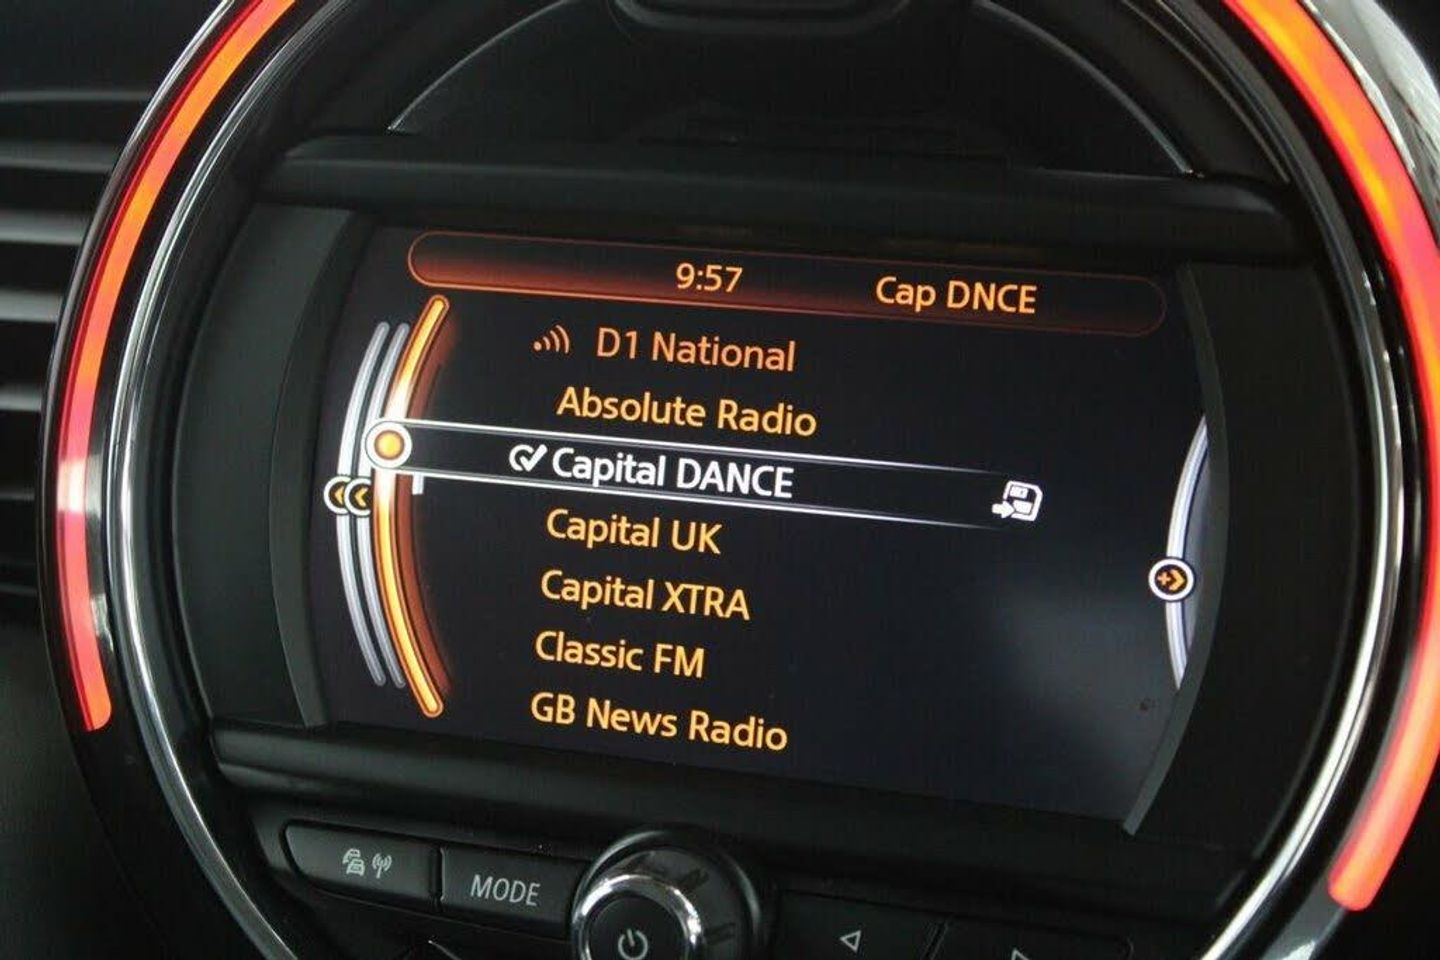 9:57 Cap DNCE
D1 National
Absolute Radio
Capital DANCE
Capital UK
Capital XTRA
Classic FM
GB News Radio
MODE